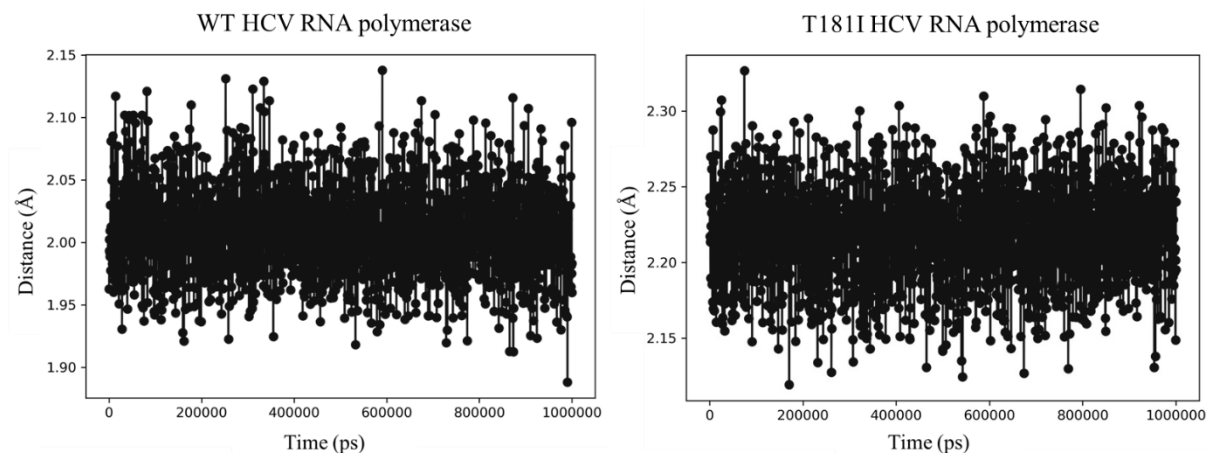 WT HCV RNA polymerase
2.15
2.10
2.05
2.00
1.95
1.90
Distance (Å)
0 200000 400000 600000 800000 1000000
Time (ps)
T181I HCV RNA polymerase
2.30
2.25
2.20
2.15
Distance (Å)
0 200000 400000 600000 800000 1000000
Time (ps)